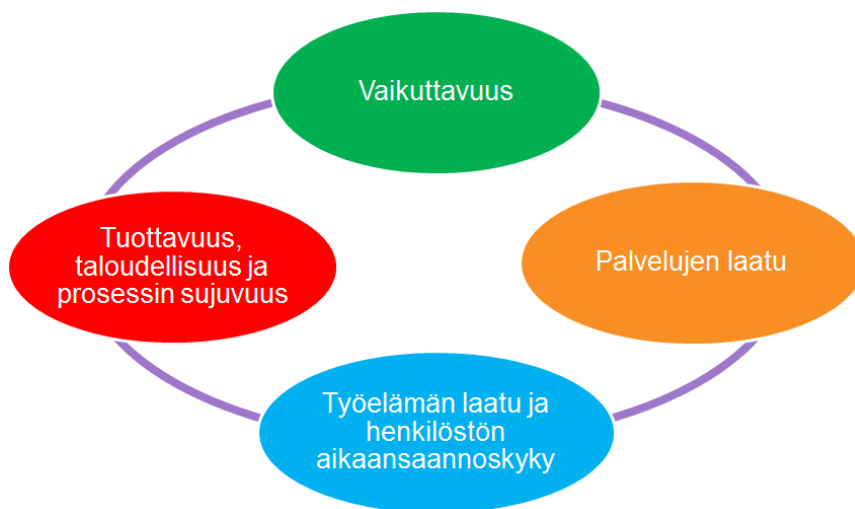 Vaikuttavuus
Tuottavuus,
taloudellisuus ja
prosessin sujuvuus
Palvelujen laatu
Työelämän laatu ja
henkilöstön
aikaansaannoskyky